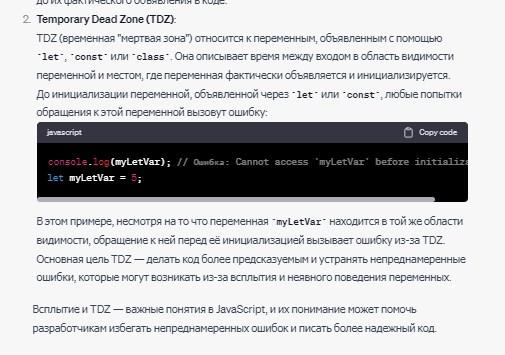 до их фактического объявления в коде.
2. Temporary Dead Zone (TDZ):
TDZ (временная "мертвая зона") относится к переменным, объявленным с помощью
`let`, `const` или `class`. Она описывает время между входом в область видимости
переменной и местом, где переменная фактически объявляется и инициализируется.
До инициализации переменной, объявленной через `let` или `const`, любые попытки
обращения к этой переменной вызовут ошибку:
javascript Copy code
console.log(myLetVar); // Ошибка: Cannot access 'myLetVar' before initializa
let myLetVar = 5;
В этом примере, несмотря на то что переменная `myLetVar` находится в той же области
видимости, обращение к ней перед её инициализацией вызывает ошибку из-за TDZ.
Основная цель TDZ — делать код более предсказуемым и устранять непреднамеренные
ошибки, которые могут возникать из-за всплытия и неявного поведения переменных.
Всплытие и TDZ — важные понятия в JavaScript, и их понимание может помочь
разработчикам избегать непреднамеренных ошибок и писать более надежный код.